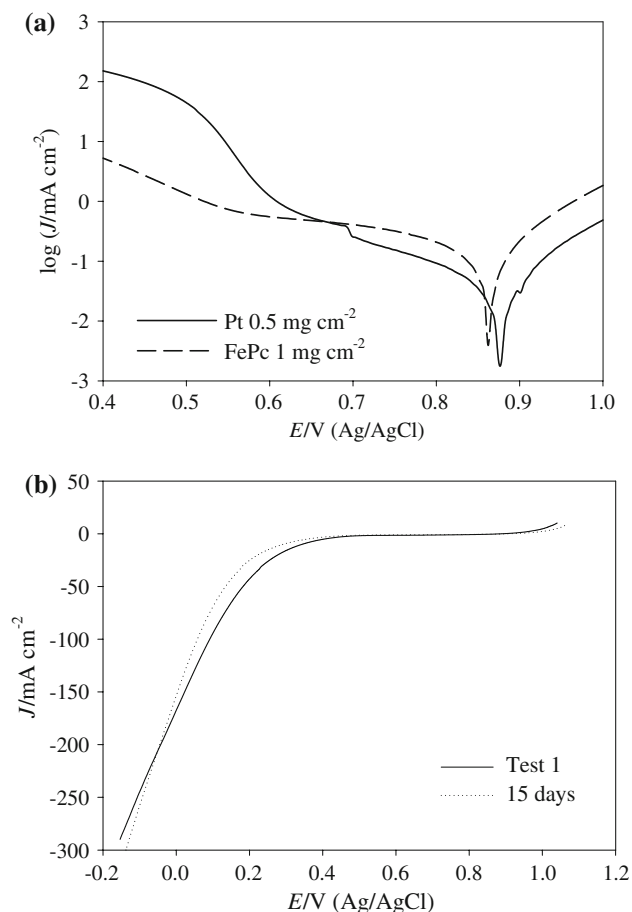 (a)
3
2
1
0
-1
-2
-3
log (J/mA cm⁻²)
Pt 0.5 mg cm⁻²
FePc 1 mg cm⁻²
0.4 0.5 0.6 0.7 0.8 0.9 1.0
E/V (Ag/AgCl)
(b)
50
0
-50
-100
-150
-200
-250
-300
J/mA cm⁻²
Test 1
15 days
-0.2 0.0 0.2 0.4 0.6 0.8 1.0 1.2
E/V (Ag/AgCl)